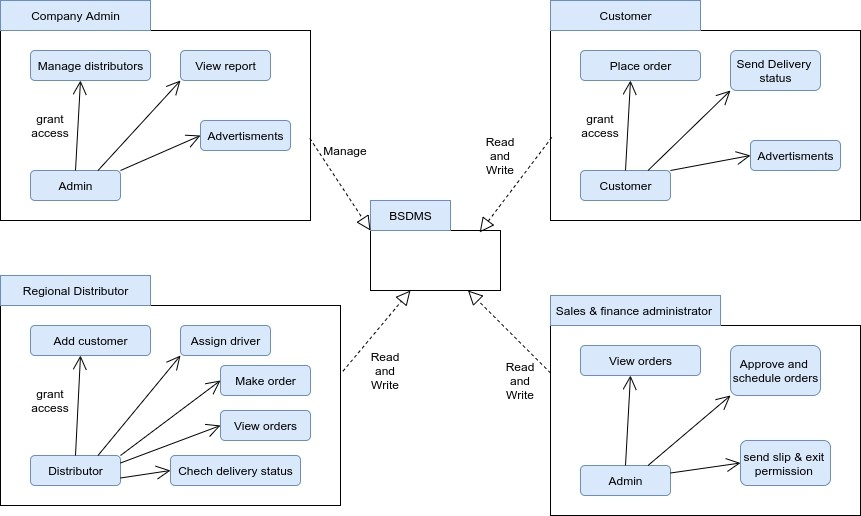 Company Admin
Manage distributors
View report
grant
access
Advertisments
Admin
Manage
Customer
Place order
Send Delivery
status
grant
access
Advertisments
Customer
Read
and
Write
BSDMS
Regional Distributor
Add customer
Assign driver
Make order
grant
access
View orders
Distributor
Chech delivery status
Read
and
Write
Sales & finance administrator
View orders
Approve and
schedule orders
send slip & exit
permission
Admin
Read
and
Write